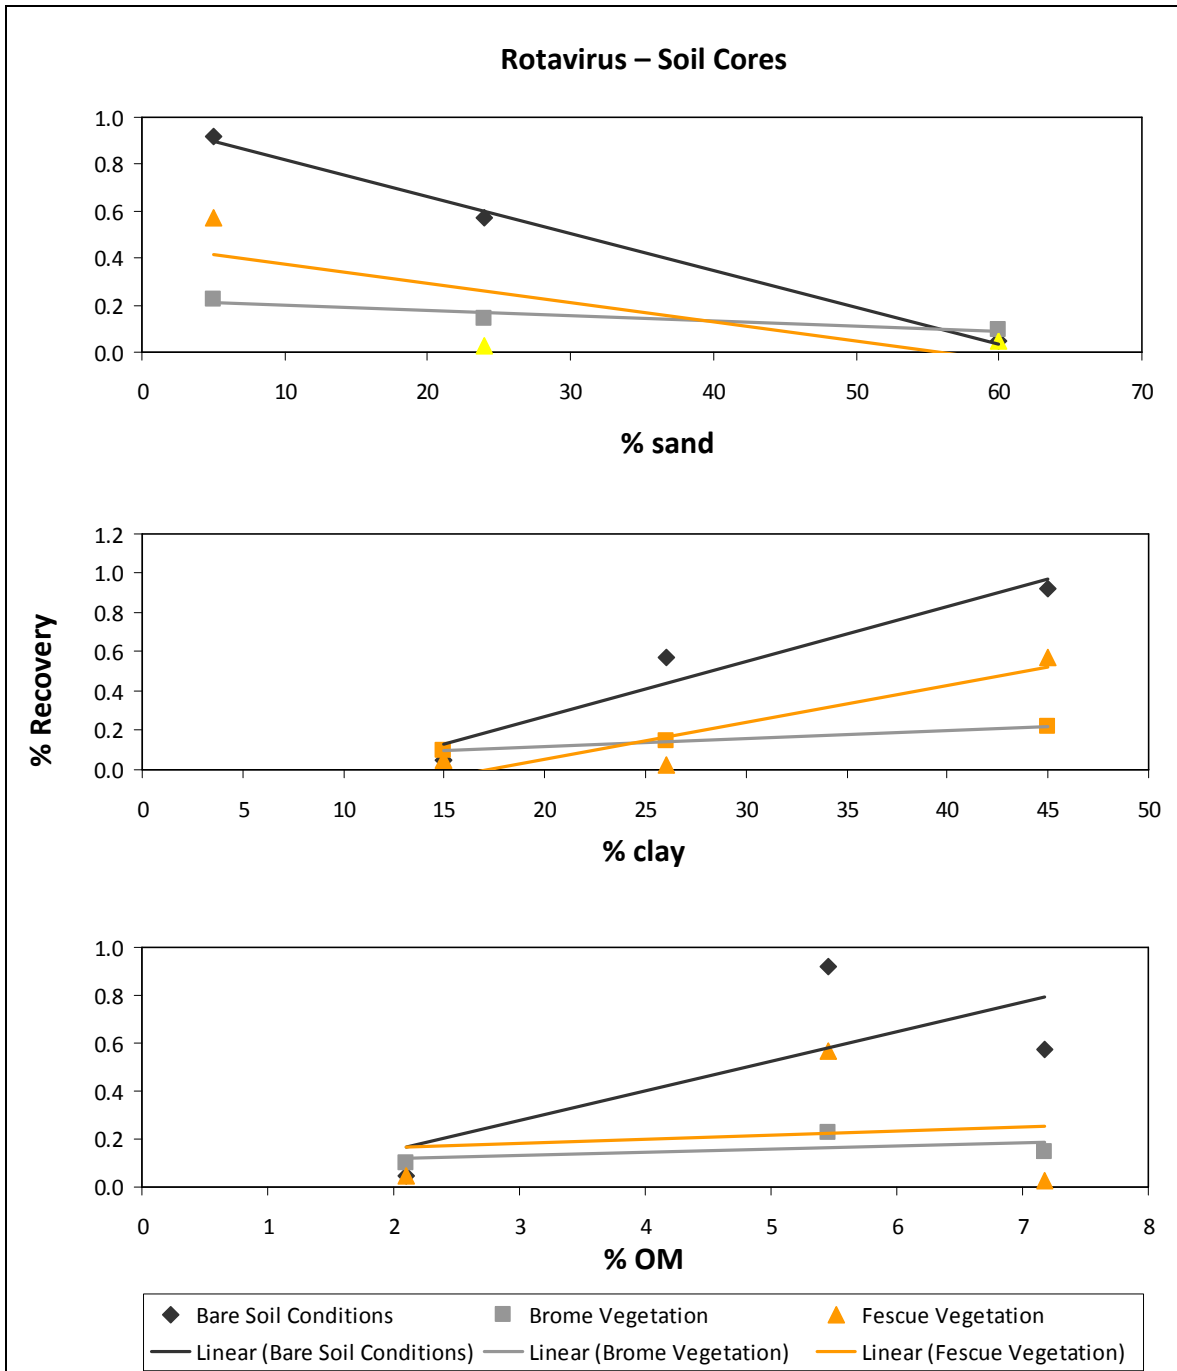 Rotavirus – Soil Cores
1.0
0.8
0.6
0.4
0.2
0.0
0 10 20 30 40 50 60 70
% sand
% Recovery
1.2
1.0
0.8
0.6
0.4
0.2
0.0
0 5 10 15 20 25 30 35 40 45 50
% clay
1.0
0.8
0.6
0.4
0.2
0.0
0 1 2 3 4 5 6 7 8
% OM
Bare Soil Conditions Brome Vegetation Fescue Vegetation
Linear (Bare Soil Conditions) Linear (Brome Vegetation) Linear (Fescue Vegetation)